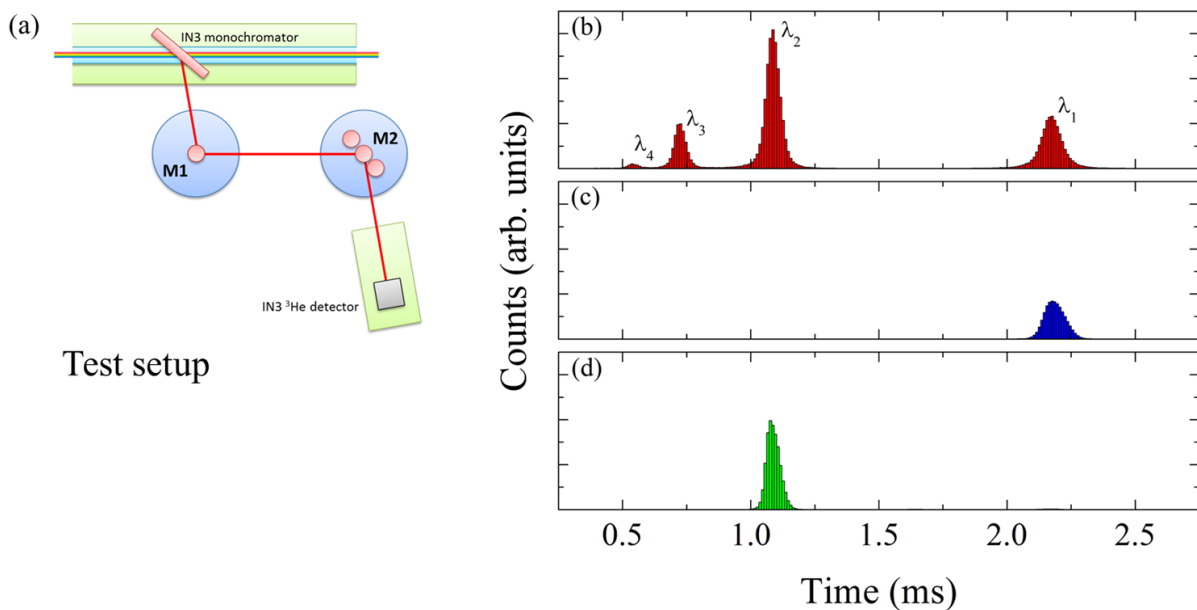 (a)
IN3 monochromator
M1
M2
IN3 ³He detector
Test setup
(b)
λ₄
λ₃
λ₂
λ₁
(c)
(d)
Counts (arb. units)
0.5 1.0 1.5 2.0 2.5
Time (ms)